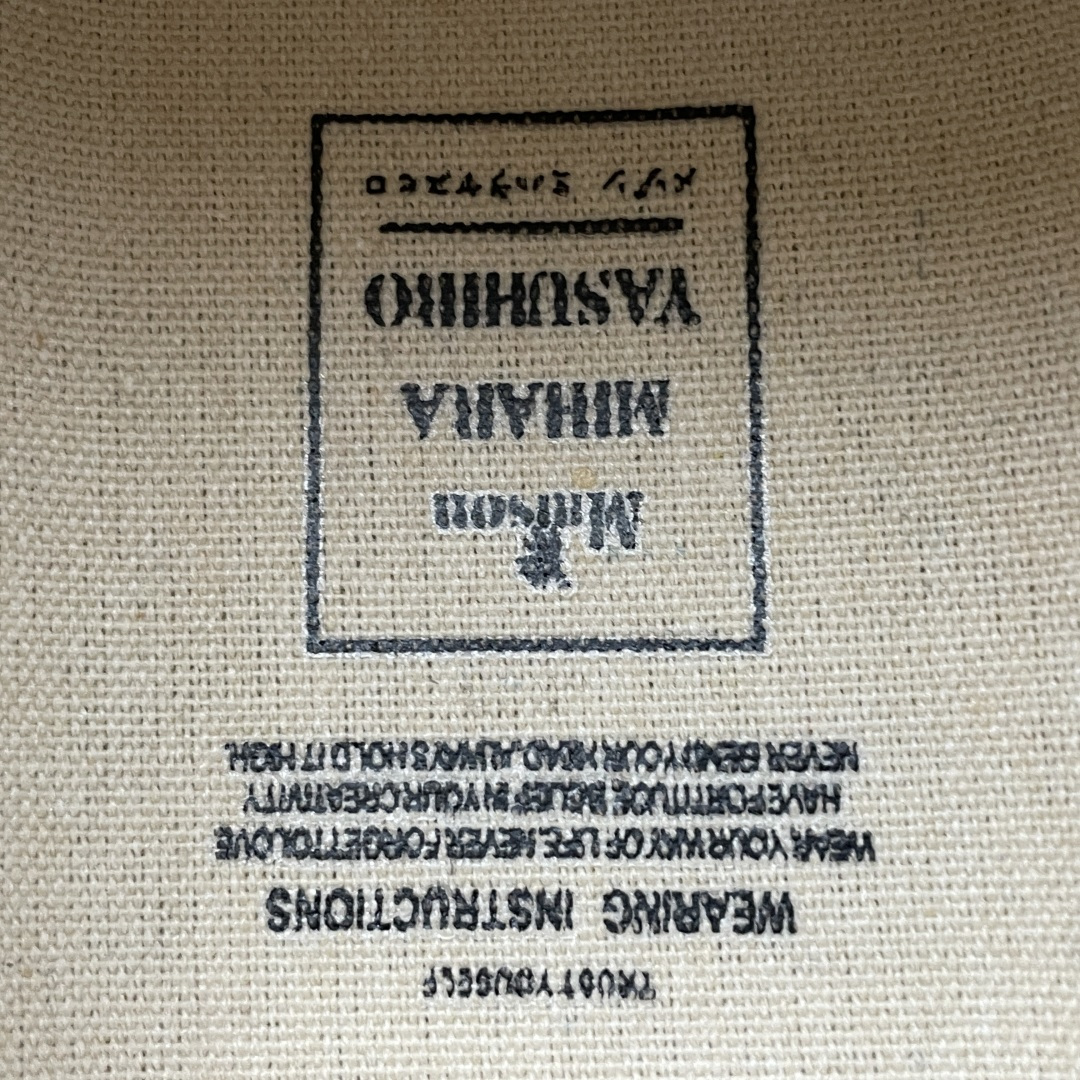 TRUST YOUSELF
WEARING INSTRUCTIONS
WEAR YOUR WAY OF LIFE, NEVER FORGET TO LOVE
HAVE FORTITUDE BELIEF IN YOUR CREATIVITY
NEVER BEND YOUR HEAD, ALWAYS HOLD IT HIGH.
Maison
MIHARA
YASUHIRO
メゾン ミハラヤスヒロ